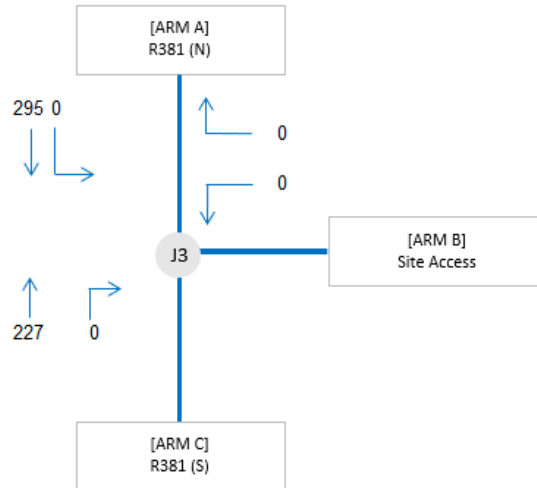 [ARM A]
R381 (N)
295 0
0
0
J3
[ARM B]
Site Access
227 0
[ARM C]
R381 (S)